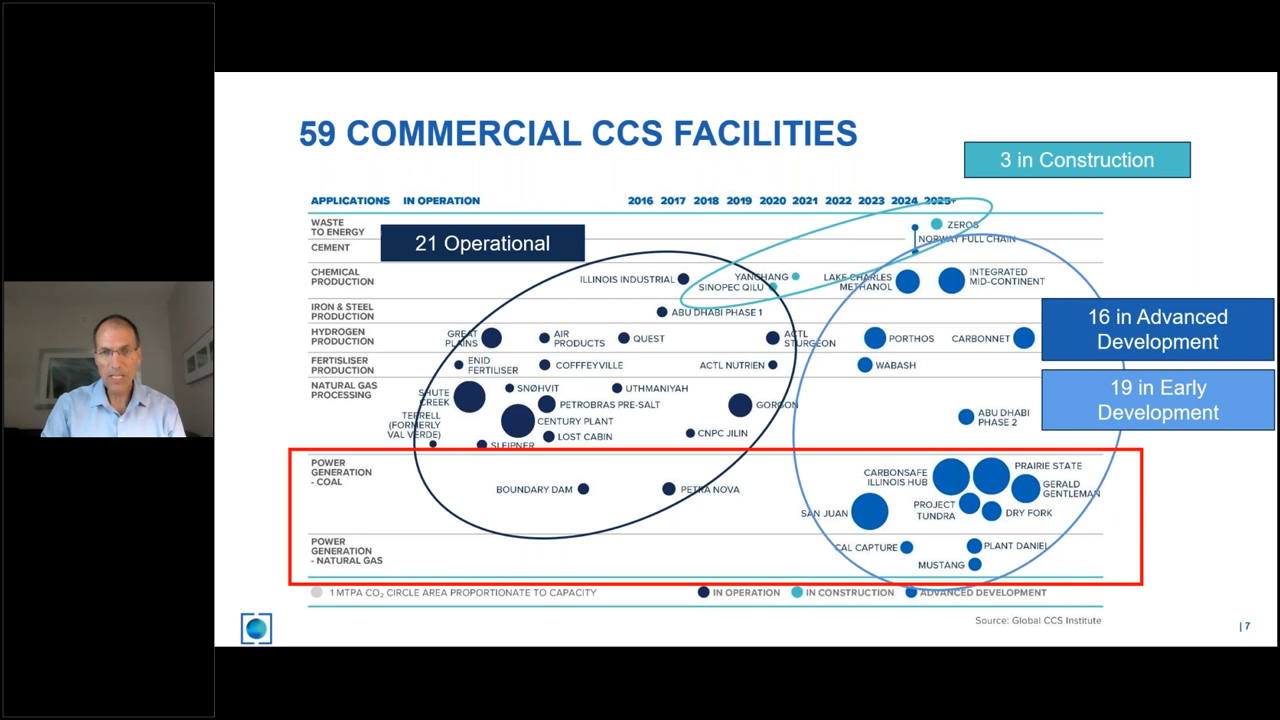 59 COMMERCIAL CCS FACILITIES
3 in Construction
APPLICATIONS IN OPERATION 2016 2017 2018 2019 2020 2021 2022 2023 2024 2025+
WASTE
TO ENERGY
ZEROS
NORWAY FULL CHAIN
CEMENT
21 Operational
CHEMICAL
PRODUCTION
ILLINOIS INDUSTRIAL
YANCHANG
SINOPEC QILU
LAKE CHARLES
METHANOL
INTEGRATED
MID-CONTINENT
IRON & STEEL
PRODUCTION
ABU DHABI PHASE 1
16 in Advanced
Development
HYDROGEN
PRODUCTION
GREAT
PLAINS
AIR
PRODUCTS
QUEST
ACTL
STURGEON
PORTHOS
CARBONNET
FERTISLISER
PRODUCTION
ENID
FERTILISER
COFFFEYVILLE
ACTL NUTRIEN
WABASH
19 in Early
Development
NATURAL GAS
PROCESSING
SHUTE
CREEK
SNØHVIT
UTHMANIYAH
PETROBRAS PRE-SALT
GORGON
TERRELL
(FORMERLY
VAL VERDE)
CENTURY PLANT
LOST CABIN
SLEIPNER
CNPC JILIN
ABU DHABI
PHASE 2
POWER
GENERATION
- COAL
BOUNDARY DAM
PETRA NOVA
CARBONSAFE
ILLINOIS HUB
PRAIRIE STATE
GERALD
GENTLEMAN
SAN JUAN
PROJECT
TUNDRA
DRY FORK
POWER
GENERATION
- NATURAL GAS
CAL CAPTURE
PLANT DANIEL
MUSTANG
1 MTPA CO₂ CIRCLE AREA PROPORTIONATE TO CAPACITY
IN OPERATION
IN CONSTRUCTION
ADVANCED DEVELOPMENT
Source: Global CCS Institute
| 7